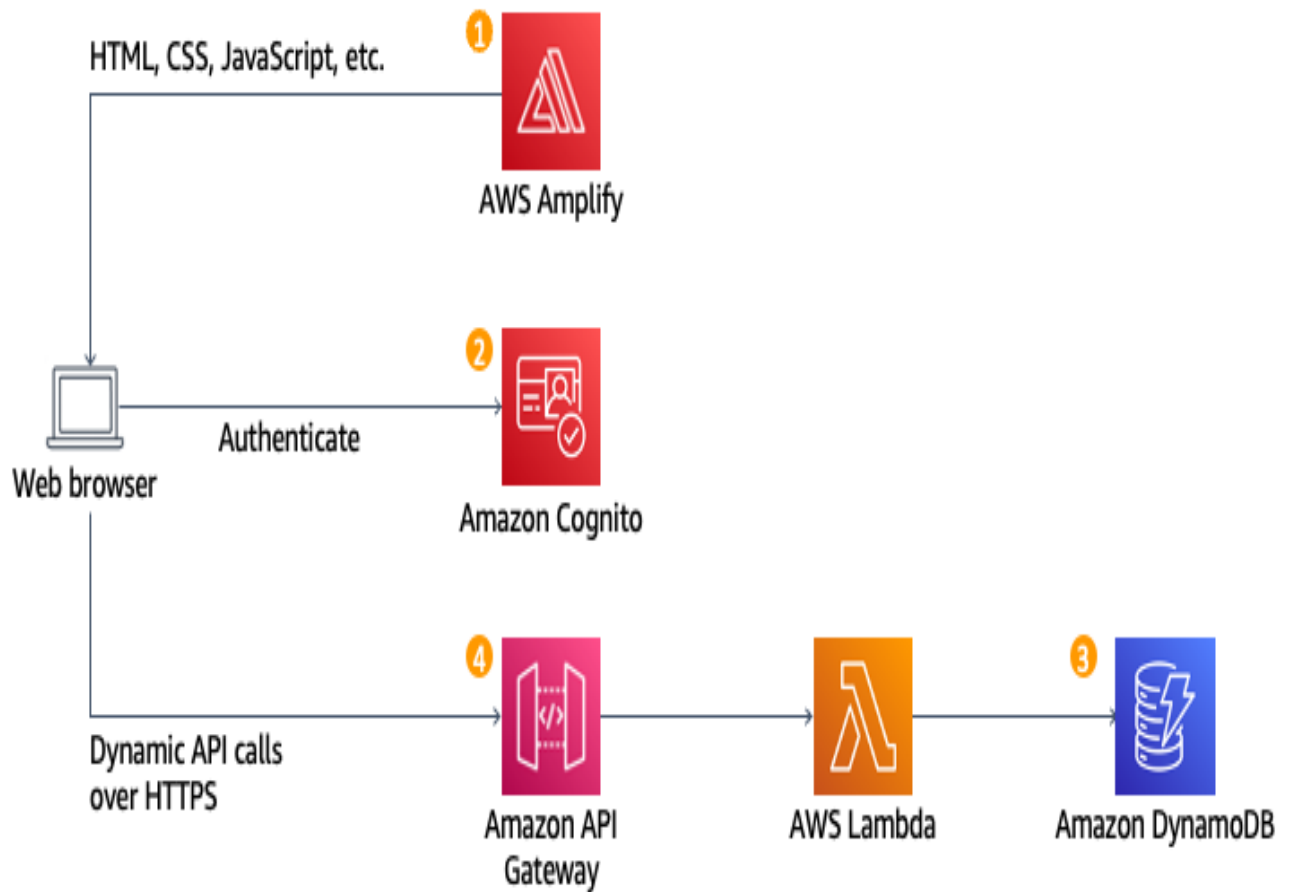 1
HTML, CSS, JavaScript, etc.
AWS Amplify
2
Authenticate
Web browser
Amazon Cognito
4
3
</>
Dynamic API calls
over HTTPS
Amazon API
Gateway
AWS Lambda
Amazon DynamoDB